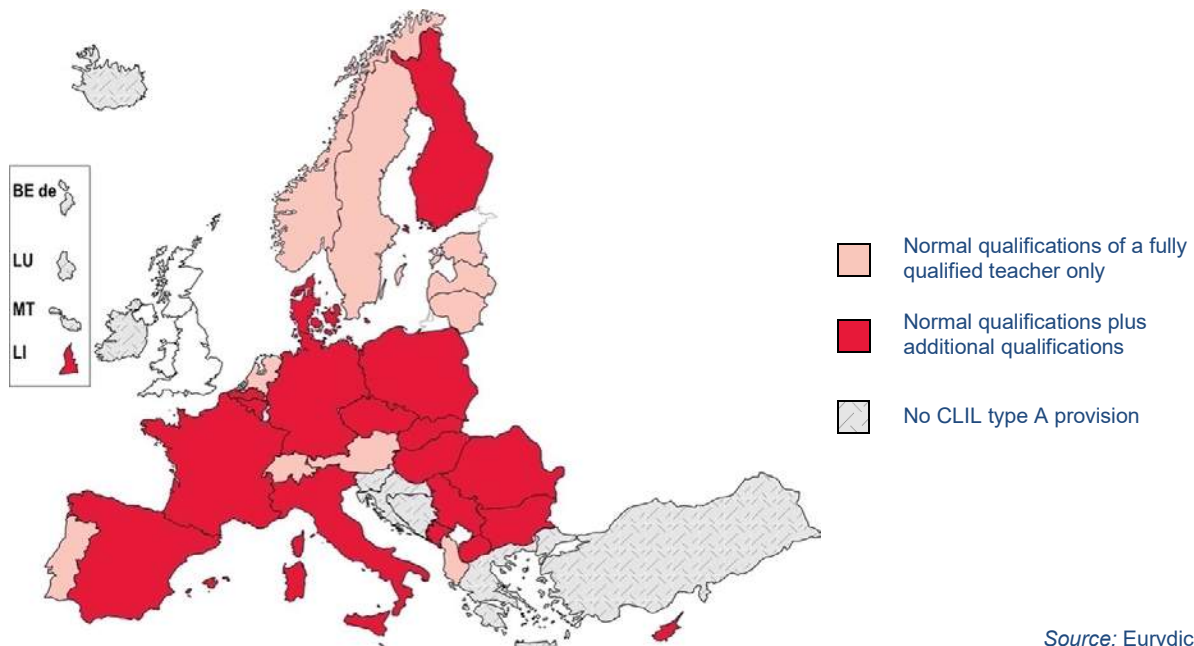 BE de
LU
MT
LI
Normal qualifications of a fully
qualified teacher only
Normal qualifications plus
additional qualifications
No CLIL type A provision
Source: Eurydic